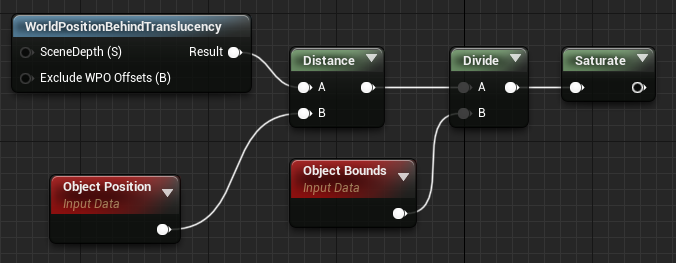 WorldPositionBehindTranslucency
SceneDepth (S)
Result
Exclude WPO Offsets (B)
Distance
A
B
Divide
A
B
Saturate
Object Position
Input Data
Object Bounds
Input Data